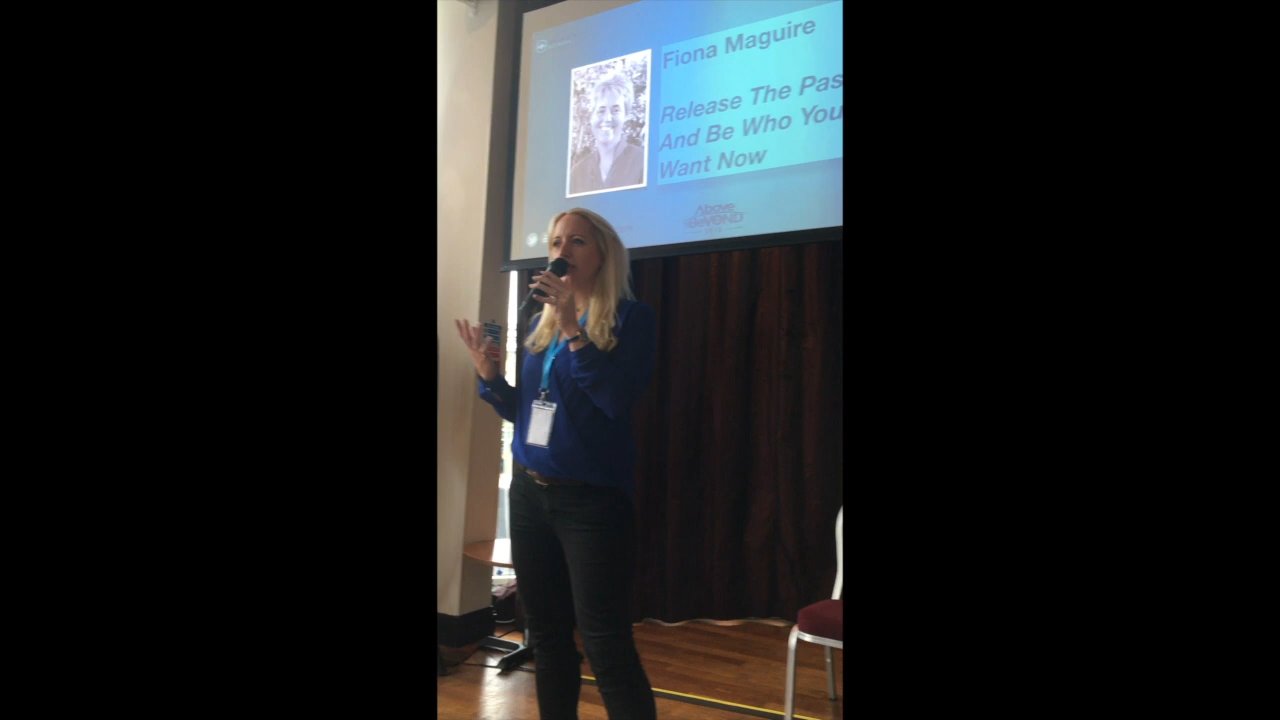 Fiona Maguire
Release The Pas
And Be Who You
Want Now
Above
BEYOND